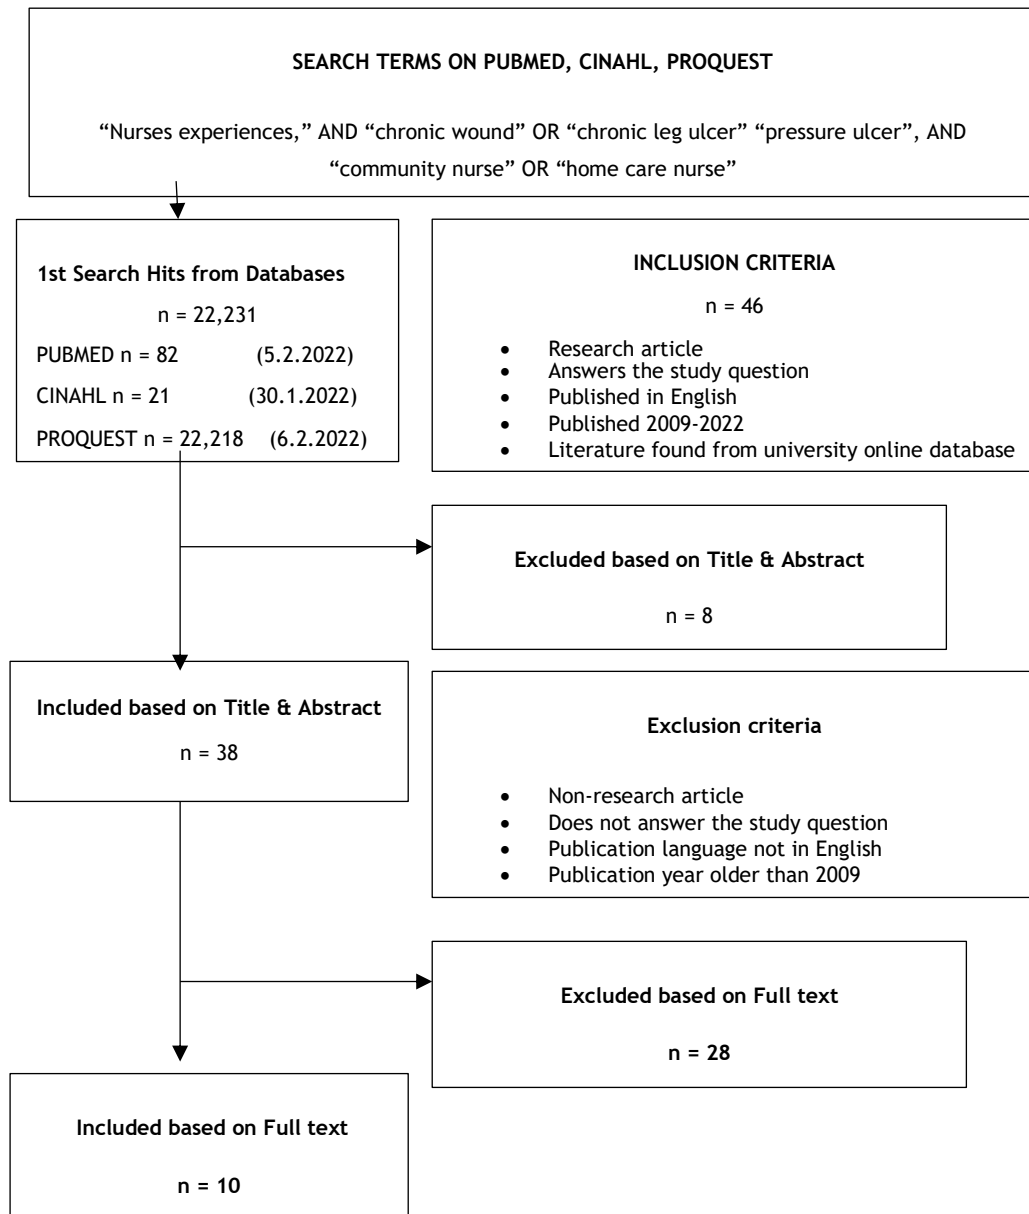 SEARCH TERMS ON PUBMED, CINAHL, PROQUEST
“Nurses experiences,” AND “chronic wound” OR “chronic leg ulcer” “pressure ulcer”, AND
“community nurse” OR “home care nurse”
1st Search Hits from Databases
n = 22,231
PUBMED n = 82 (5.2.2022)
CINAHL n = 21 (30.1.2022)
PROQUEST n = 22,218 (6.2.2022)
INCLUSION CRITERIA
n = 46
• Research article
• Answers the study question
• Published in English
• Published 2009-2022
• Literature found from university online database
Excluded based on Title & Abstract
n = 8
Included based on Title & Abstract
n = 38
Exclusion criteria
• Non-research article
• Does not answer the study question
• Publication language not in English
• Publication year older than 2009
Excluded based on Full text
n = 28
Included based on Full text
n = 10